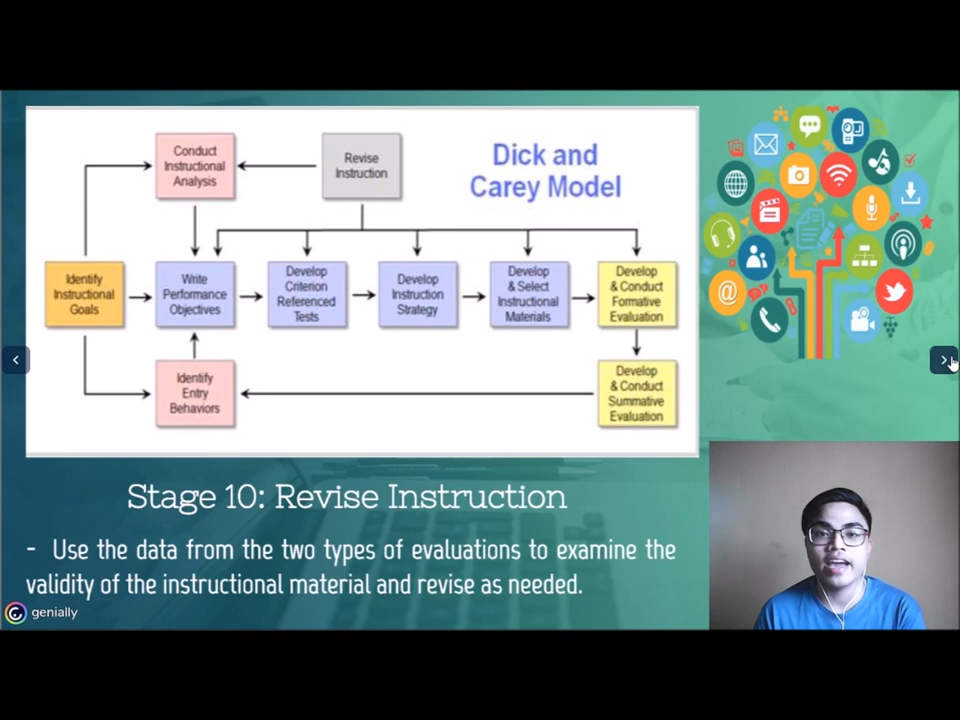 Conduct
Instructional
Analysis
Revise
Instruction
Dick and
Carey Model
Identify
Instructional
Goals
Write
Performance
Objectives
Develop
Criterion
Referenced
Tests
Develop
Instruction
Strategy
Develop
& Select
Instructional
Materials
Develop
& Conduct
Formative
Evaluation
Identify
Entry
Behaviors
Develop
& Conduct
Summative
Evaluation
@
Stage 10: Revise Instruction
- Use the data from the two types of evaluations to examine the
validity of the instructional material and revise as needed.
genially